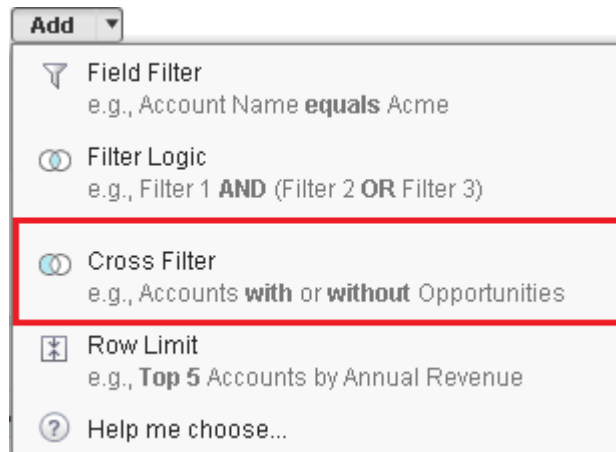 Add
Field Filter
e.g., Account Name equals Acme
Filter Logic
e.g., Filter 1 AND (Filter 2 OR Filter 3)
Cross Filter
e.g., Accounts with or without Opportunities
Row Limit
e.g., Top 5 Accounts by Annual Revenue
? Help me choose...